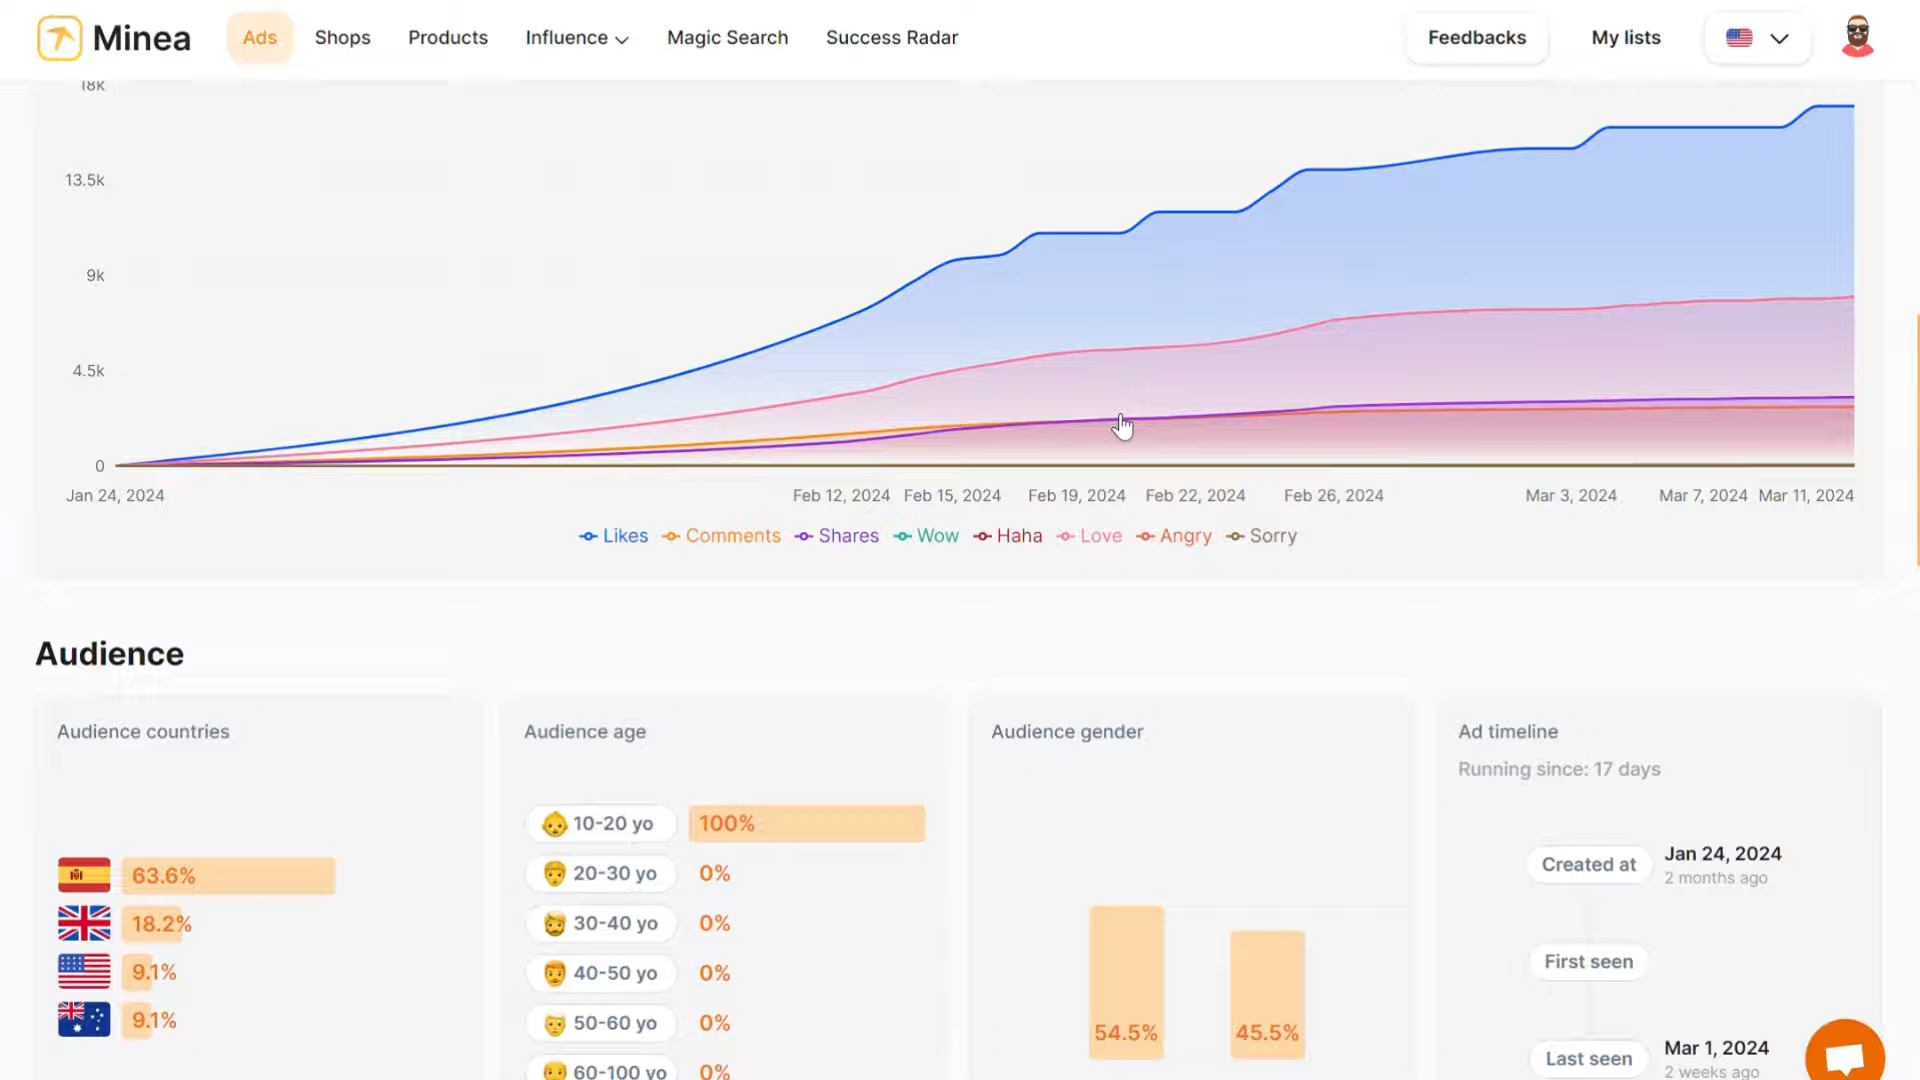 Minea Ads Shops Products Influence Magic Search Success Radar Feedbacks My lists
18k
13.5k
9k
4.5k
0
Jan 24, 2024 Feb 12, 2024 Feb 15, 2024 Feb 19, 2024 Feb 22, 2024 Feb 26, 2024 Mar 3, 2024 Mar 7, 2024 Mar 11, 2024
Likes Comments Shares Wow Haha Love Angry Sorry
Audience
Audience countries
63.6%
18.2%
9.1%
9.1%
Audience age
10-20 yo 100%
20-30 yo 0%
30-40 yo 0%
40-50 yo 0%
50-60 yo 0%
60-100 yo 0%
Audience gender
54.5% 45.5%
Ad timeline
Running since: 17 days
Created at Jan 24, 2024
2 months ago
First seen
Last seen Mar 1, 2024
2 weeks ago